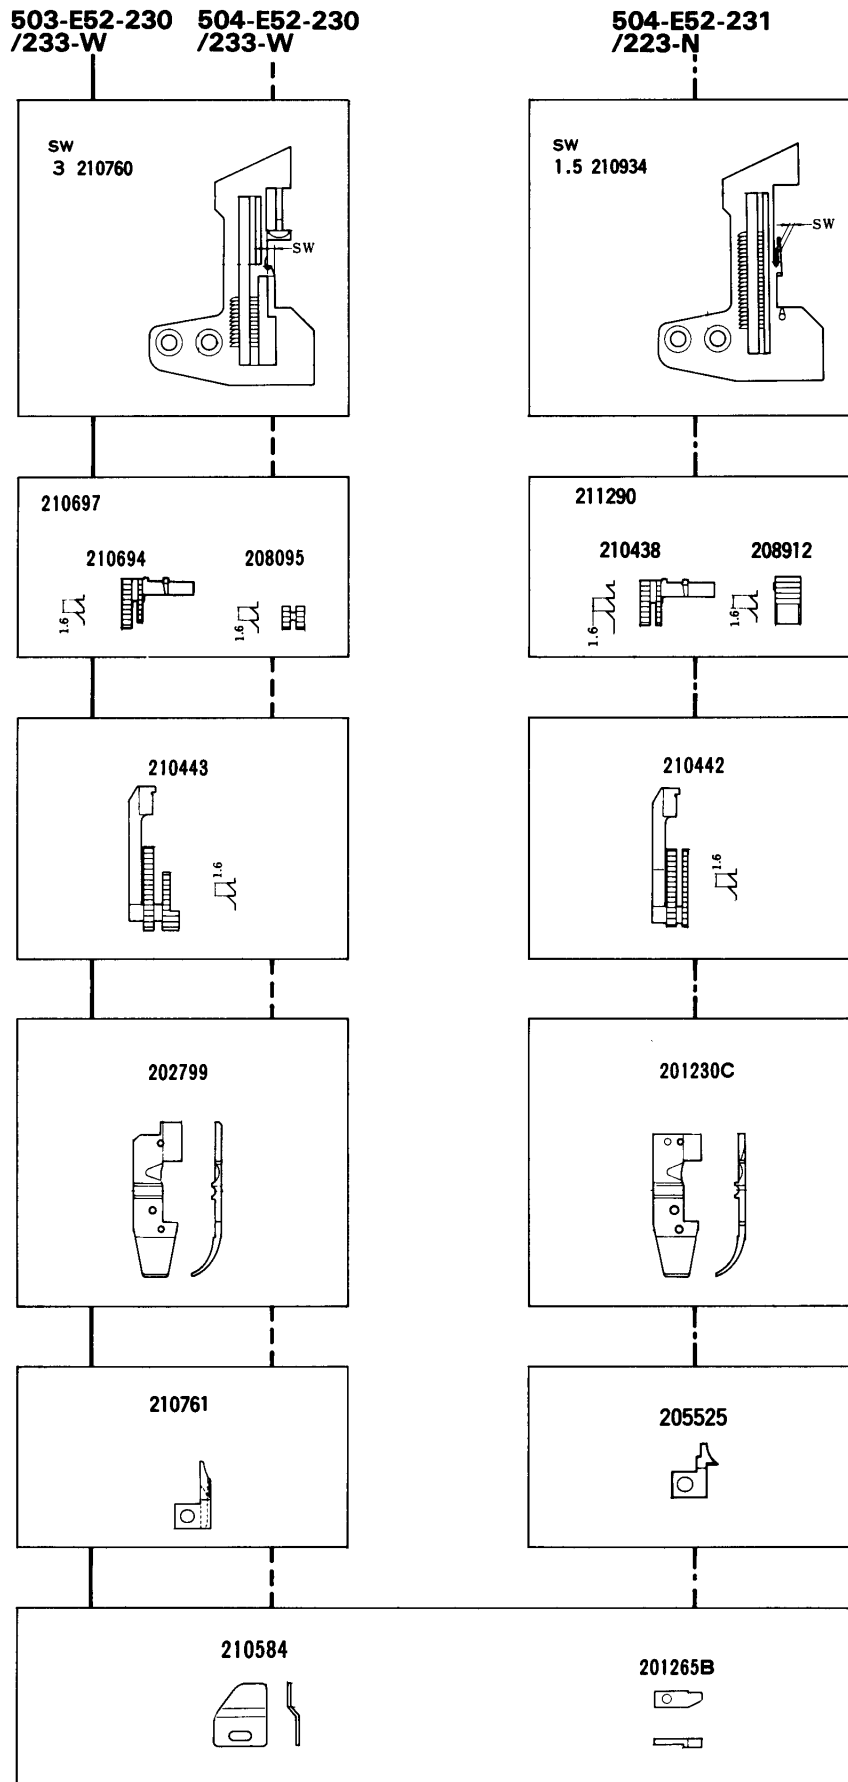 503-E52-230 504-E52-230 504-E52-231
/233-W /233-W /223-N
SW SW
3 210760 1.5 210934
SW SW
210697 211290
210694 208095 210438 208912
1.6 1.6 1.6 1.6
210443 210442
1.6 1.6
202799 201230C
210761 205525
210584 201265B